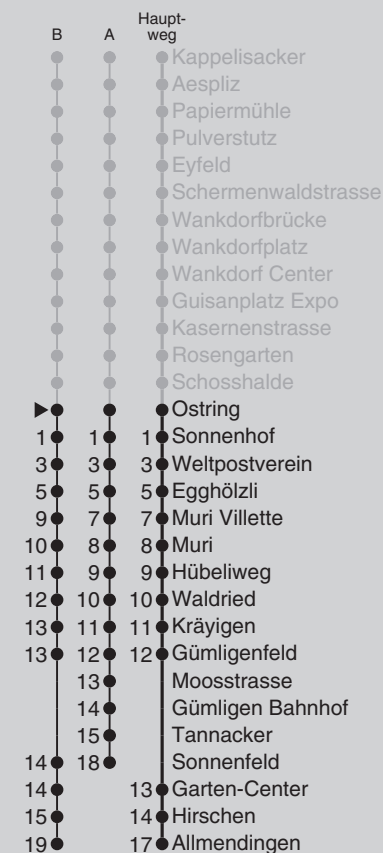 Haupt-
B A weg
Kappelisacker
Aespliz
Papiermühle
Pulverstutz
Eyfeld
Schermenwaldstrasse
Wankdorfbrücke
Wankdorfplatz
Wankdorf Center
Guisanplatz Expo
Kasernenstrasse
Rosengarten
Schosshalde
Ostring
1 1 1 Sonnenhof
3 3 3 Weltpostverein
5 5 5 Egghölzli
9 7 7 Muri Villette
10 8 8 Muri
11 9 9 Hübeliweg
12 10 10 Waldried
13 11 11 Kräyigen
13 12 12 Gümligenfeld
13 Moosstrasse
14 Gümligen Bahnhof
15 Tannacker
14 18 Sonnenfeld
14 13 Garten-Center
15 14 Hirschen
19 17 Allmendingen